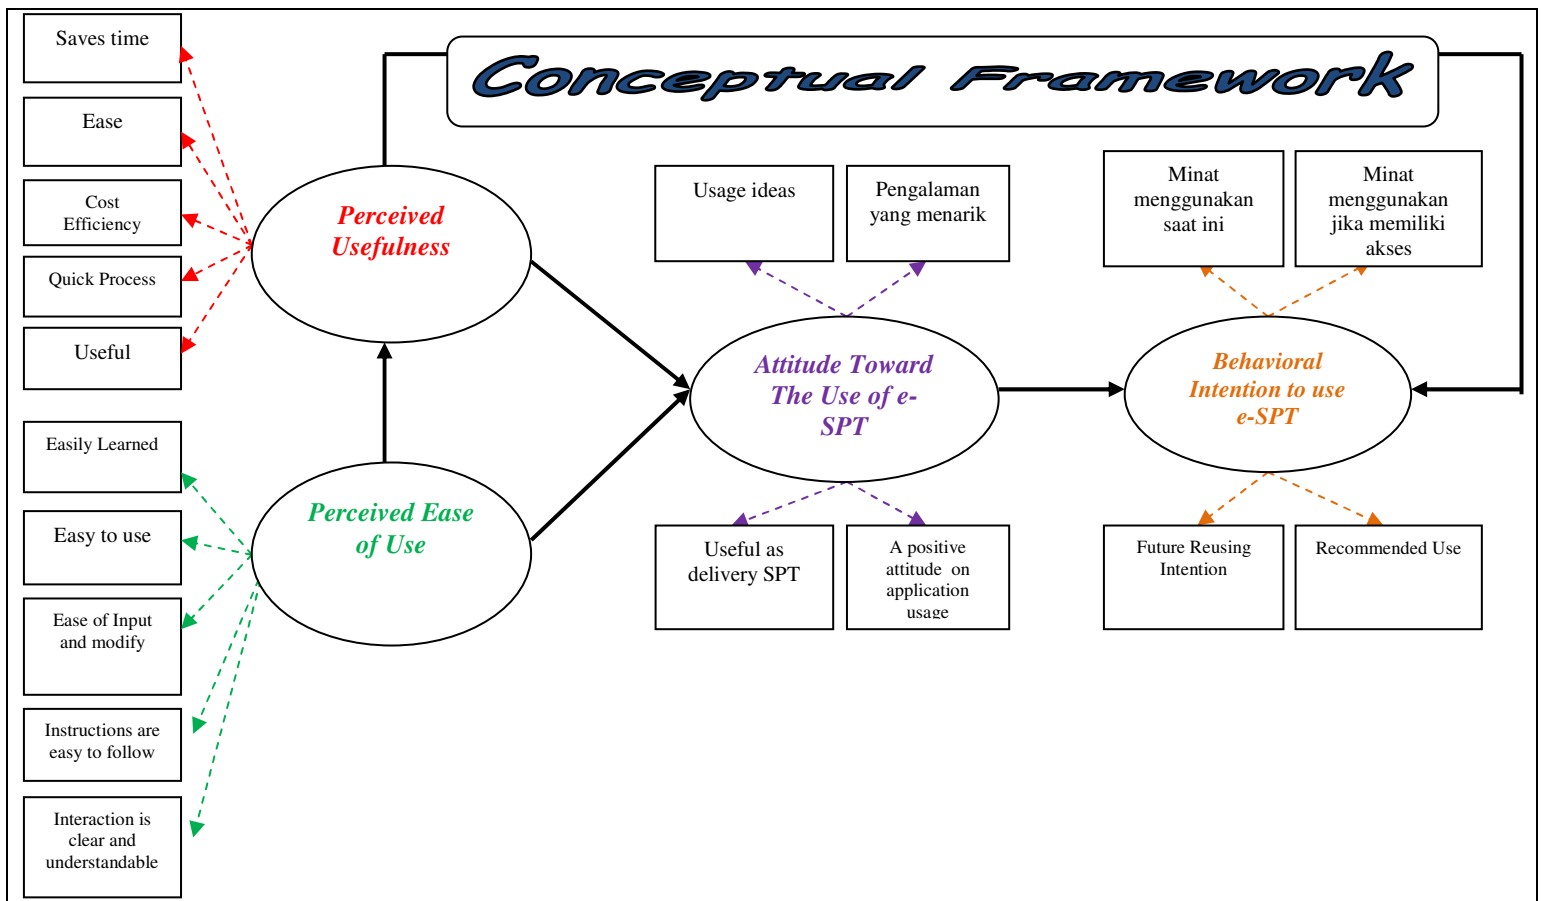 Conceptual Framework
Saves time
Ease
Cost
Efficiency
Quick Process
Useful
Perceived
Usefulness
Easily Learned
Easy to use
Ease of Input
and modify
Instructions are
easy to follow
Interaction is
clear and
understandable
Perceived Ease
of Use
Usage ideas
Pengalaman
yang menarik
Attitude Toward
The Use of e-
SPT
Useful as
delivery SPT
A positive
attitude on
application
usage
Minat
menggunakan
saat ini
Minat
menggunakan
jika memiliki
akses
Behavioral
Intention to use
e-SPT
Future Reusing
Intention
Recommended Use